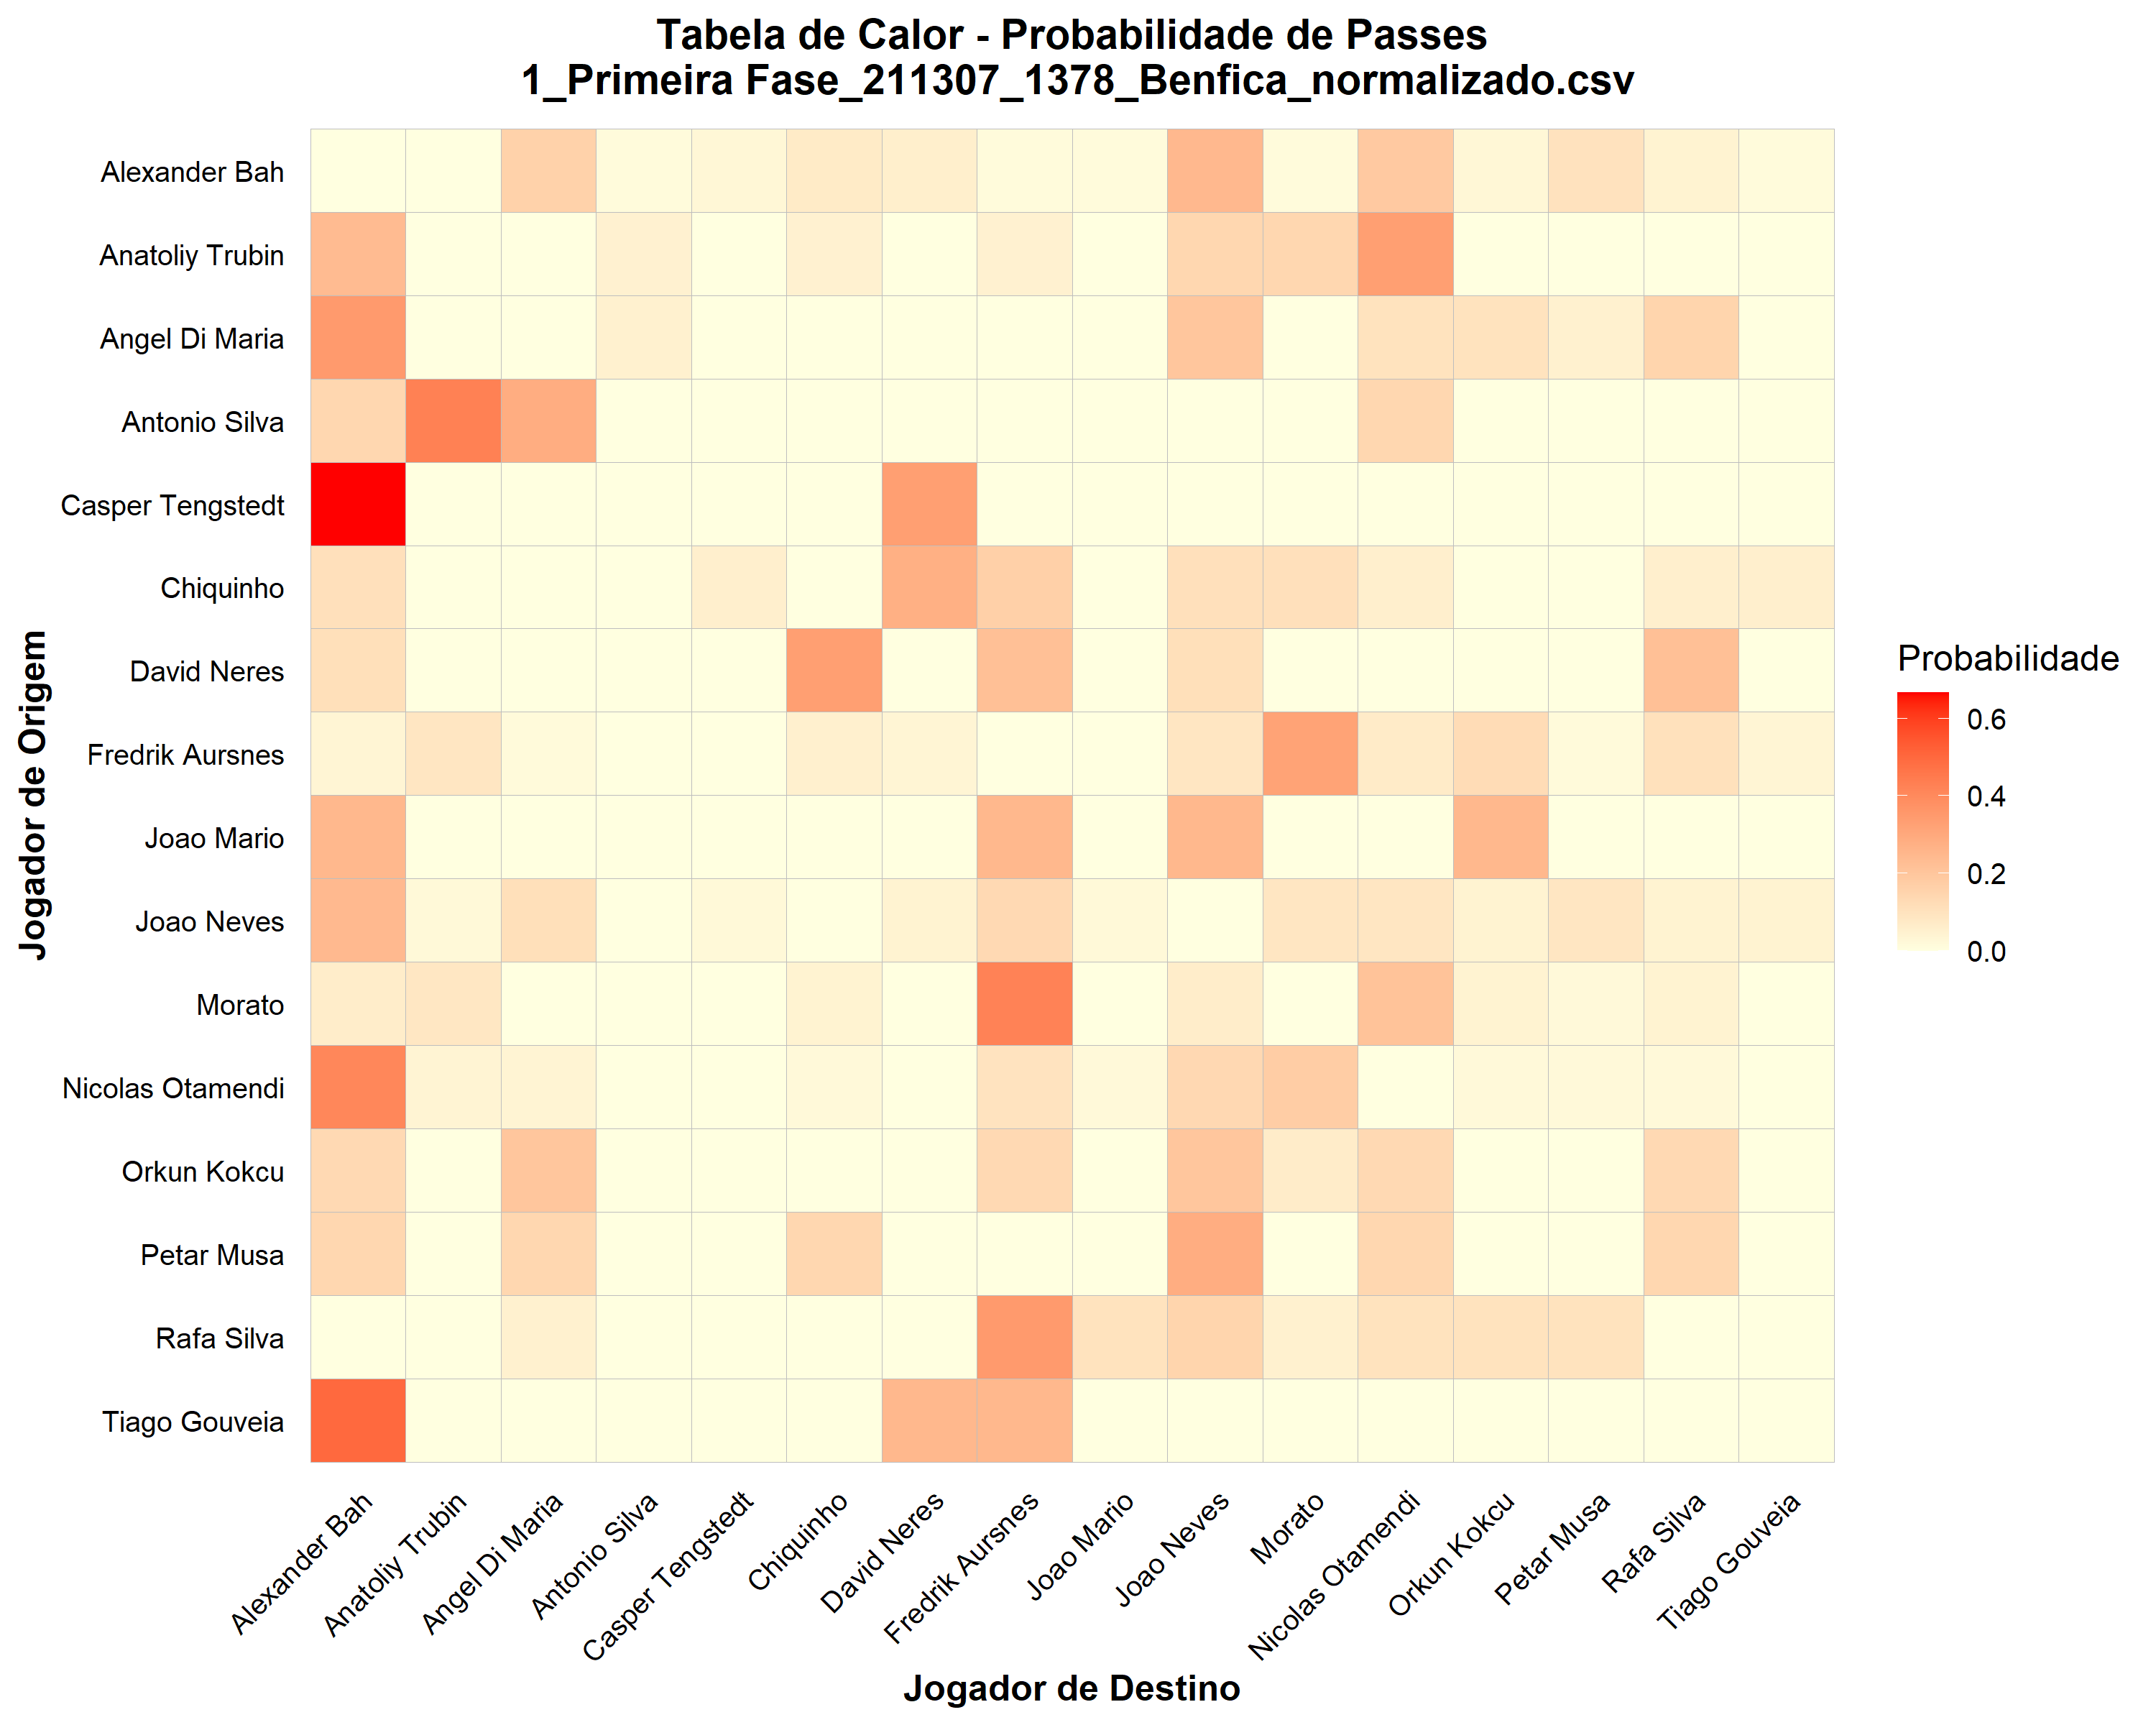 Tabela de Calor - Probabilidade de Passes
1_Primeira Fase_211307_1378_Benfica_normalizado.csv
Jogador de Origem
Alexander Bah
Anatoliy Trubin
Angel Di Maria
Antonio Silva
Casper Tengstedt
Chiquinho
David Neres
Fredrik Aursnes
Joao Mario
Joao Neves
Morato
Nicolas Otamendi
Orkun Kokcu
Petar Musa
Rafa Silva
Tiago Gouveia
Alexander Bah
Anatoliy Trubin
Angel Di Maria
Antonio Silva
Casper Tengstedt
Chiquinho
David Neres
Fredrik Aursnes
Joao Mario
Joao Neves
Morato
Nicolas Otamendi
Orkun Kokcu
Petar Musa
Rafa Silva
Tiago Gouveia
Jogador de Destino
Probabilidade
0.6
0.4
0.2
0.0